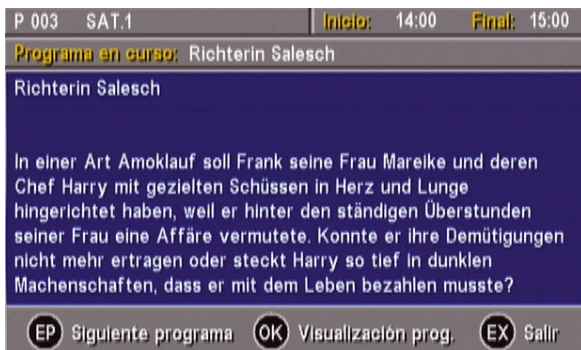 P 003 SAT.1 Inicio: 14:00 Final: 15:00
Programa en curso: Richterin Salesch
Richterin Salesch
In einer Art Amoklauf soll Frank seine Frau Mareike und deren
Chef Harry mit gezielten Schüssen in Herz und Lunge
hingerichtet haben, weil er hinter den ständigen Überstunden
seiner Frau eine Affäre vermutete. Konnte er ihre Demütigungen
nicht mehr ertragen oder steckt Harry so tief in dunklen
Machenschaften, dass er mit dem Leben bezahlen musste?
EP Siguiente programa OK Visualización prog. EX Salir